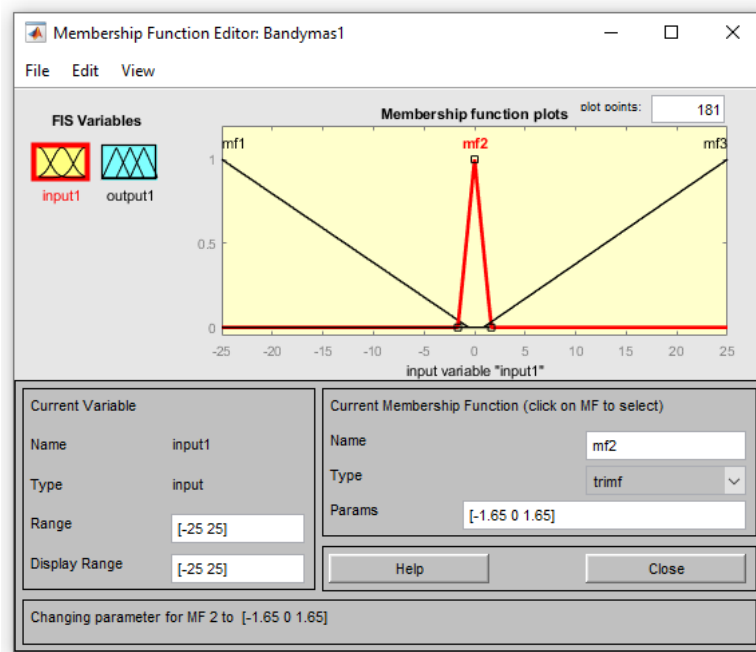 Membership Function Editor: Bandymas1
File Edit View
FIS Variables
input1 output1
Membership function plots plot points: 181
mf1 mf2 mf3
1
0.5
0
-25 -20 -15 -10 -5 0 5 10 15 20 25
input variable "input1"
Current Variable
Name input1
Type input
Range [-25 25]
Display Range [-25 25]
Current Membership Function (click on MF to select)
Name mf2
Type trimf
Params [-1.65 0 1.65]
Help Close
Changing parameter for MF 2 to [-1.65 0 1.65]